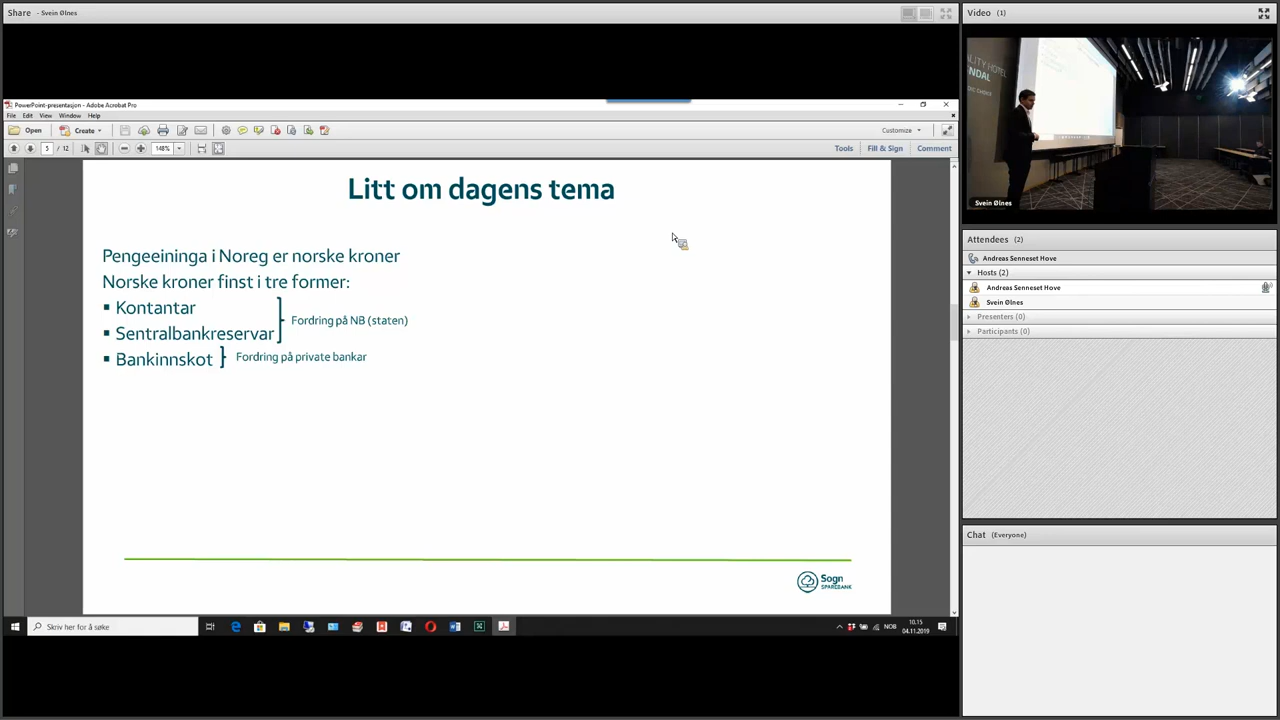 Share - Svein Ølnes
PowerPoint-presentasjon - Adobe Acrobat Pro
File Edit View Window Help
Open Create Customize
5 / 12 148% Tools Fill & Sign Comment
Litt om dagens tema
Pengeeininga i Noreg er norske kroner
Norske kroner finst i tre former:
▪ Kontantar
Fordring på NB (staten)
▪ Sentralbankreservar
▪ Bankinnskot Fordring på private bankar
Sogn
SPAREBANK
Skriv her for å søke
NOB
10.15
04.11.2019
Video (1)
Svein Ølnes
Attendees (2)
Andreas Senneset Hove
Hosts (2)
Andreas Senneset Hove
Svein Ølnes
Presenters (0)
Participants (0)
Chat (Everyone)